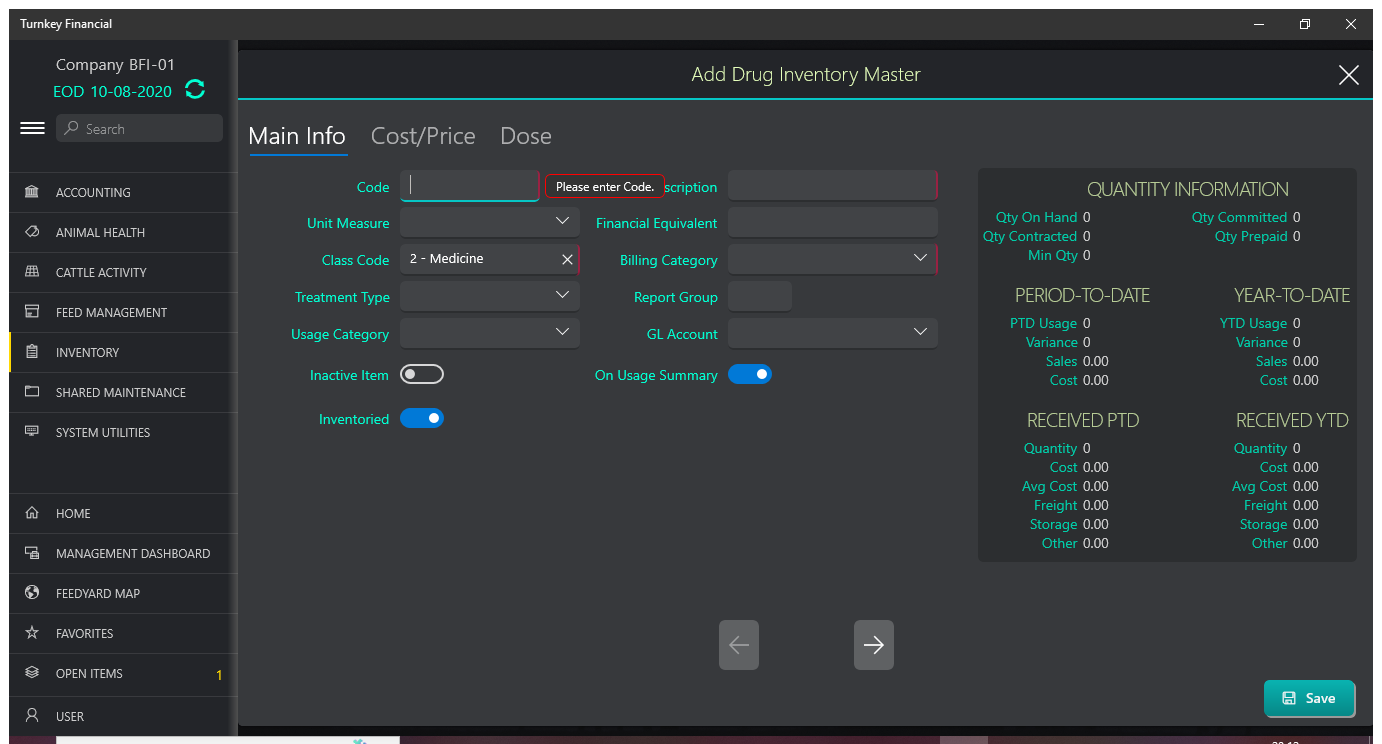 Turnkey Financial
Company BFI-01
EOD 10-08-2020
Search
ACCOUNTING
ANIMAL HEALTH
CATTLE ACTIVITY
FEED MANAGEMENT
INVENTORY
SHARED MAINTENANCE
SYSTEM UTILITIES
HOME
MANAGEMENT DASHBOARD
FEEDYARD MAP
FAVORITES
OPEN ITEMS 1
USER
Add Drug Inventory Master
Main Info Cost/Price Dose
Code Please enter Code. scription
Unit Measure Financial Equivalent
Class Code 2 - Medicine Billing Category
Treatment Type Report Group
Usage Category GL Account
Inactive Item On Usage Summary
Inventoried
QUANTITY INFORMATION
Qty On Hand 0 Qty Committed 0
Qty Contracted 0 Qty Prepaid 0
Min Qty 0
PERIOD-TO-DATE YEAR-TO-DATE
PTD Usage 0 YTD Usage 0
Variance 0 Variance 0
Sales 0.00 Sales 0.00
Cost 0.00 Cost 0.00
RECEIVED PTD RECEIVED YTD
Quantity 0 Quantity 0
Cost 0.00 Cost 0.00
Avg Cost 0.00 Avg Cost 0.00
Freight 0.00 Freight 0.00
Storage 0.00 Storage 0.00
Other 0.00 Other 0.00
Save